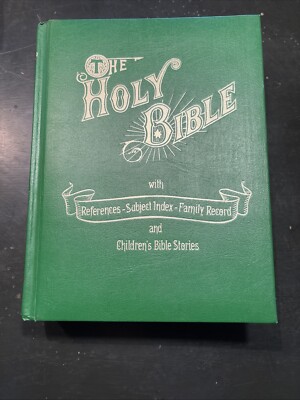 THE
HOLY
BIBLE
with
References-Subject Index-Family Record
and
Children's Bible Stories